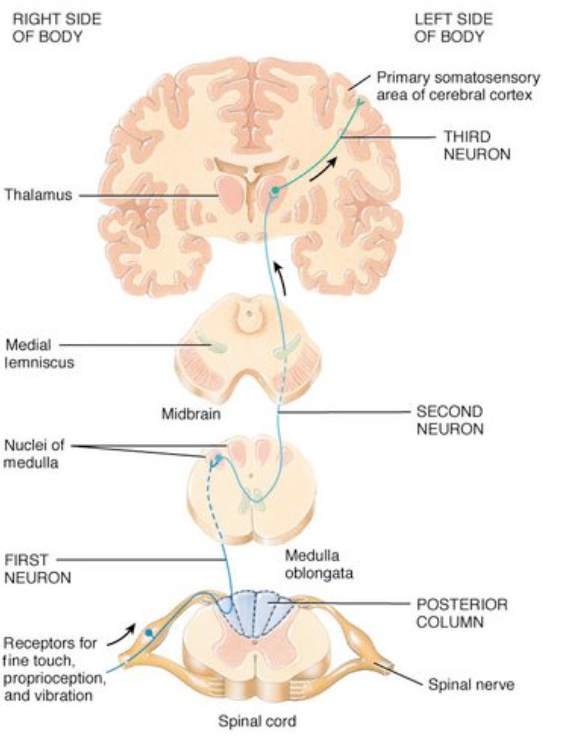 RIGHT SIDE
OF BODY
LEFT SIDE
OF BODY
Primary somatosensory
area of cerebral cortex
THIRD
NEURON
Thalamus
Medial
lemniscus
Midbrain
SECOND
NEURON
Nuclei of
medulla
FIRST
NEURON
Medulla
oblongata
POSTERIOR
COLUMN
Receptors for
fine touch,
proprioception,
and vibration
Spinal nerve
Spinal cord